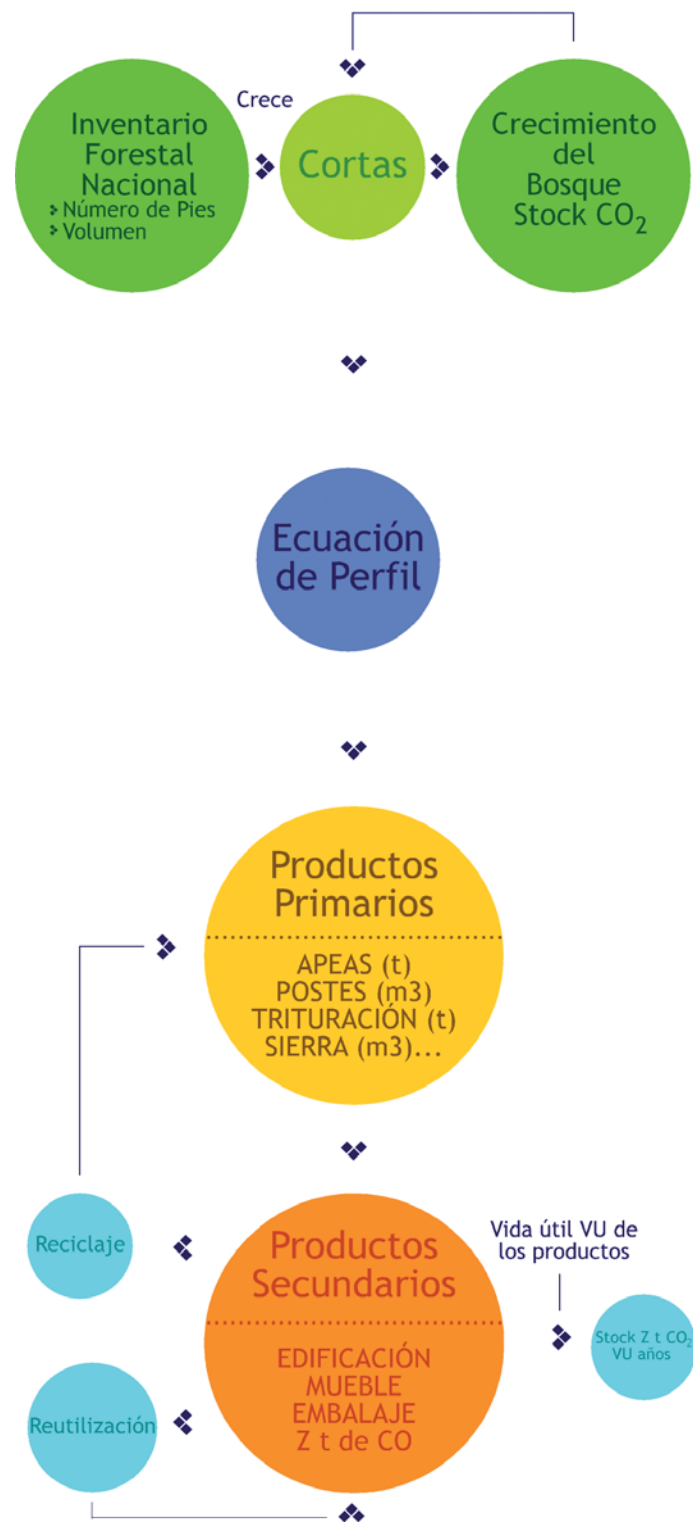 Inventario
Forestal
Nacional
Número de Pies
Volumen
Crece
Cortas
Crecimiento
del
Bosque
Stock CO₂
Ecuación
de Perfil
Productos
Primarios
APEAS (t)
POSTES (m3)
TRITURACIÓN (t)
SIERRA (m3)...
Reciclaje
Productos
Secundarios
EDIFICACIÓN
MUEBLE
EMBALAJE
Z t de CO
Vida útil VU de
los productos
Stock Z t CO₂
VU años
Reutilización